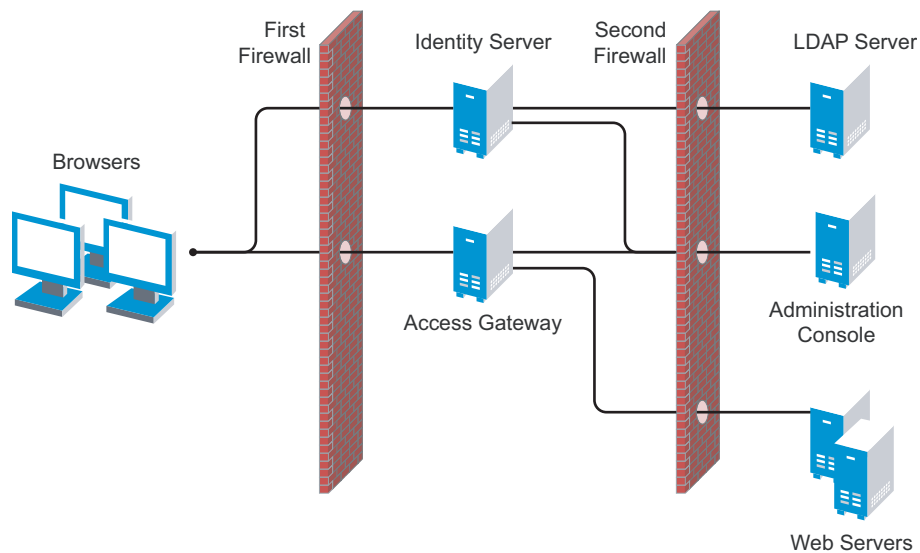 First
Firewall
Identity Server
Second
Firewall
LDAP Server
Browsers
Access Gateway
Administration
Console
Web Servers